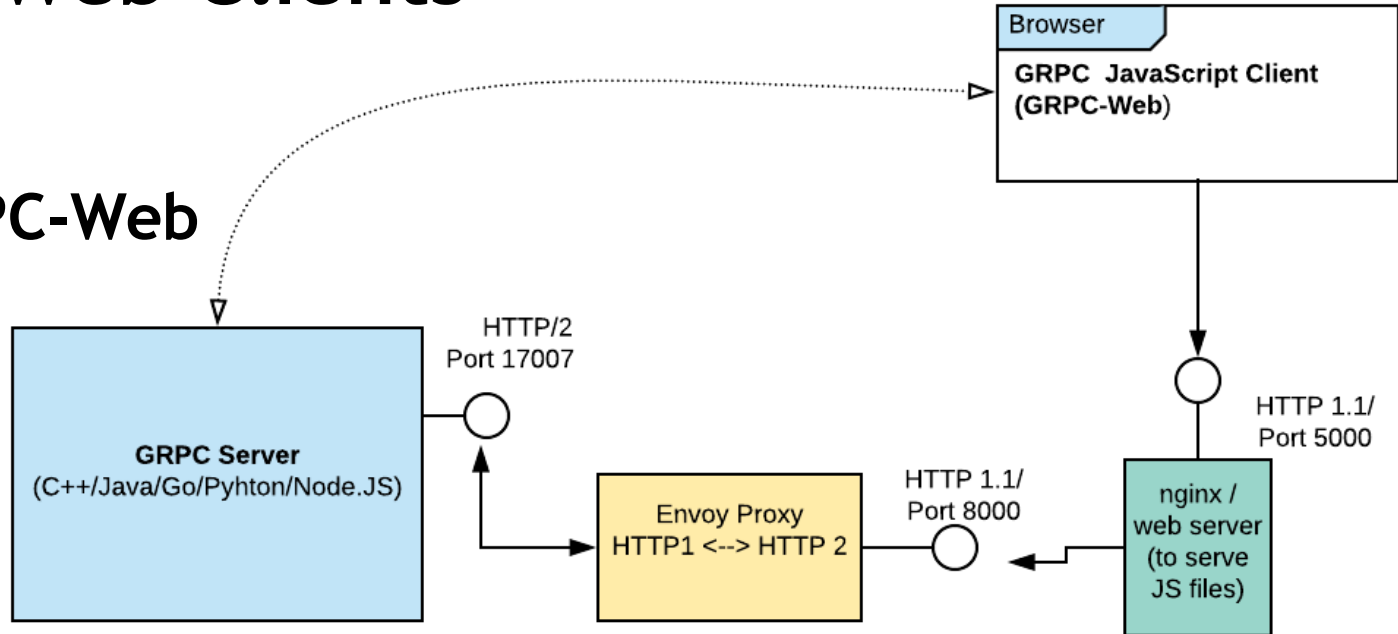 Web Clients
PC-Web
Browser
GRPC JavaScript Client
(GRPC-Web)
HTTP/2
Port 17007
GRPC Server
(C++/Java/Go/Pyhton/Node.JS)
Envoy Proxy
HTTP1 <--> HTTP 2
HTTP 1.1/
Port 8000
HTTP 1.1/
Port 5000
nginx /
web server
(to serve
JS files)